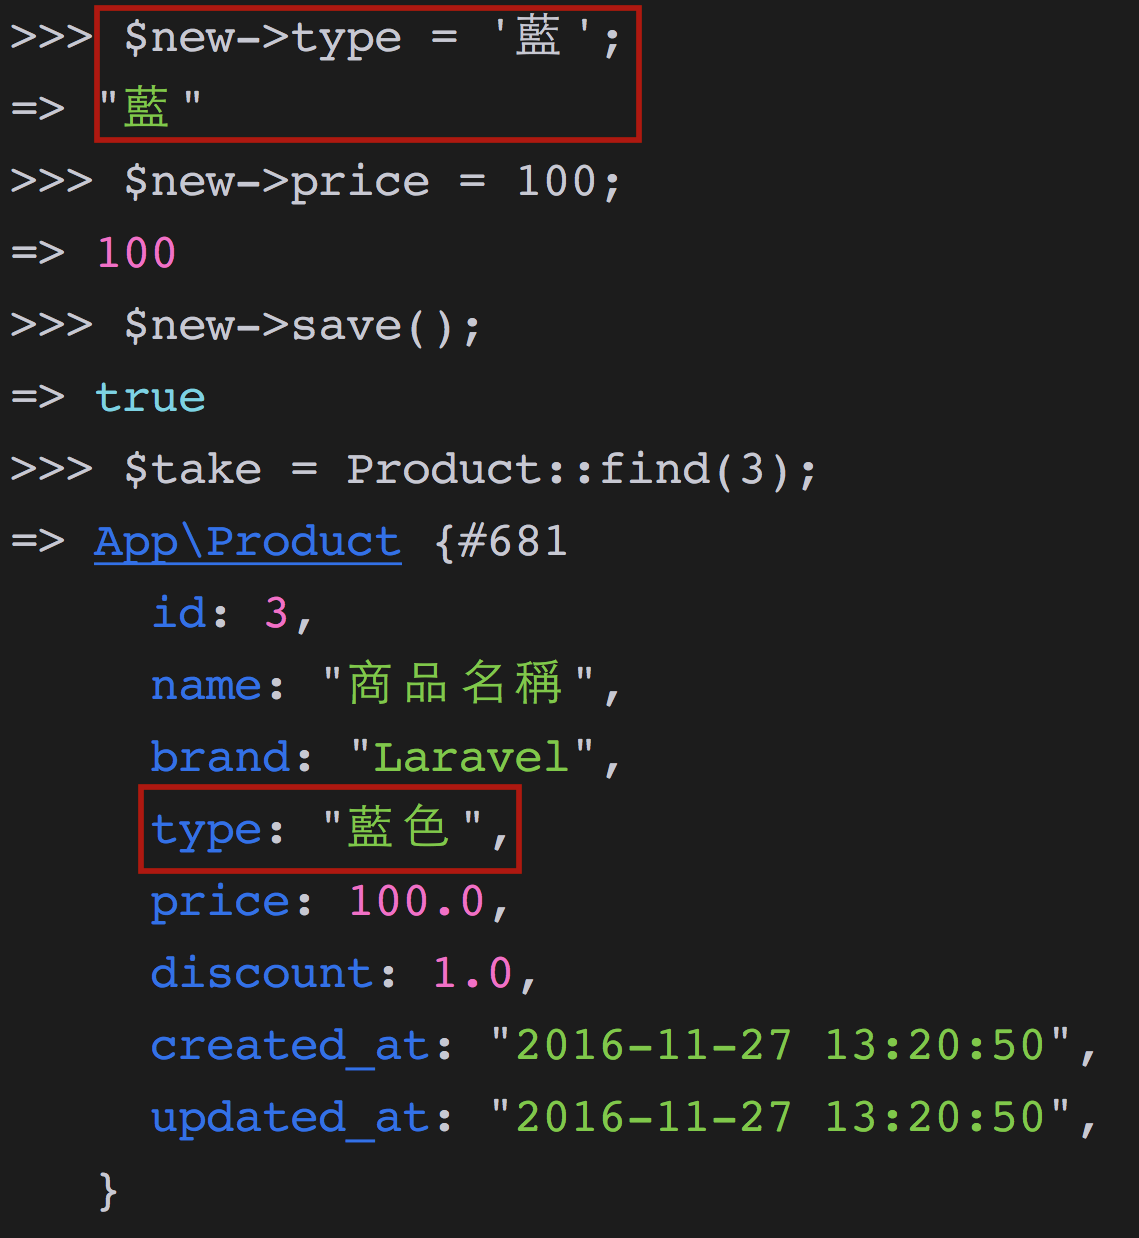 >>> $new->type = '藍';
=> "藍"
>>> $new->price = 100;
=> 100
>>> $new->save();
=> true
>>> $take = Product::find(3);
=> App\Product {#681
id: 3,
name: "商品名稱",
brand: "Laravel",
type: "藍色",
price: 100.0,
discount: 1.0,
created_at: "2016-11-27 13:20:50",
updated_at: "2016-11-27 13:20:50",
}